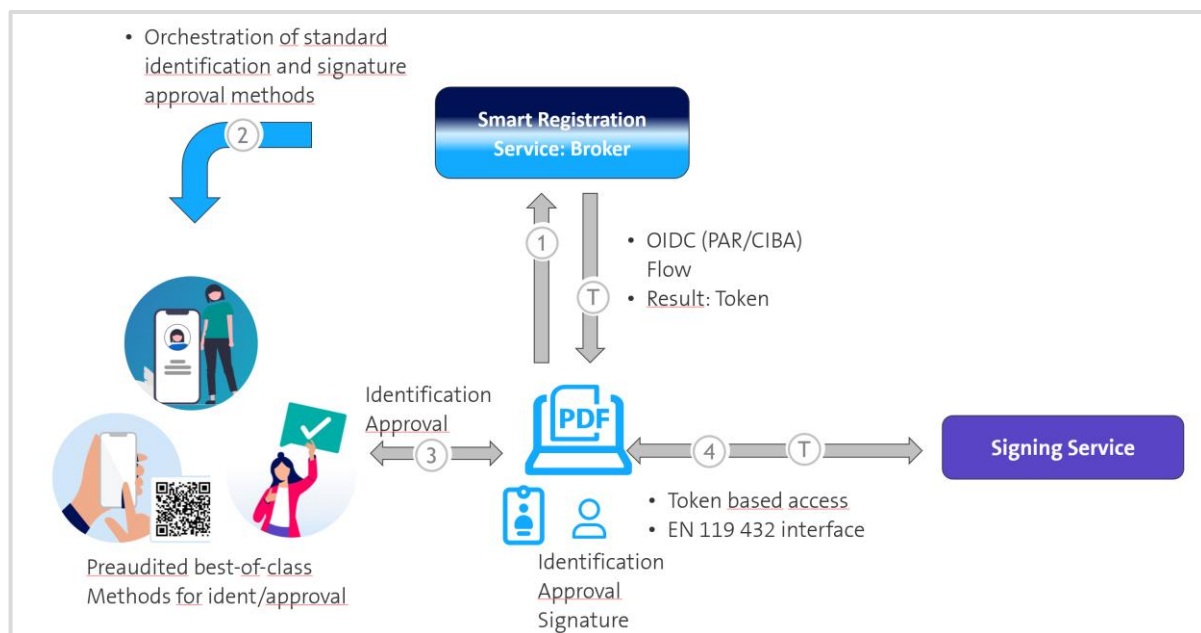 • Orchestration of standard
identification and signature
approval methods
2
Smart Registration
Service: Broker
1
T
• OIDC (PAR/CIBA)
Flow
• Result: Token
Identification
Approval
3
PDF
4
T
Signing Service
• Token based access
• EN 119 432 interface
Preaudited best-of-class
Methods for ident/approval
Identification
Approval
Signature